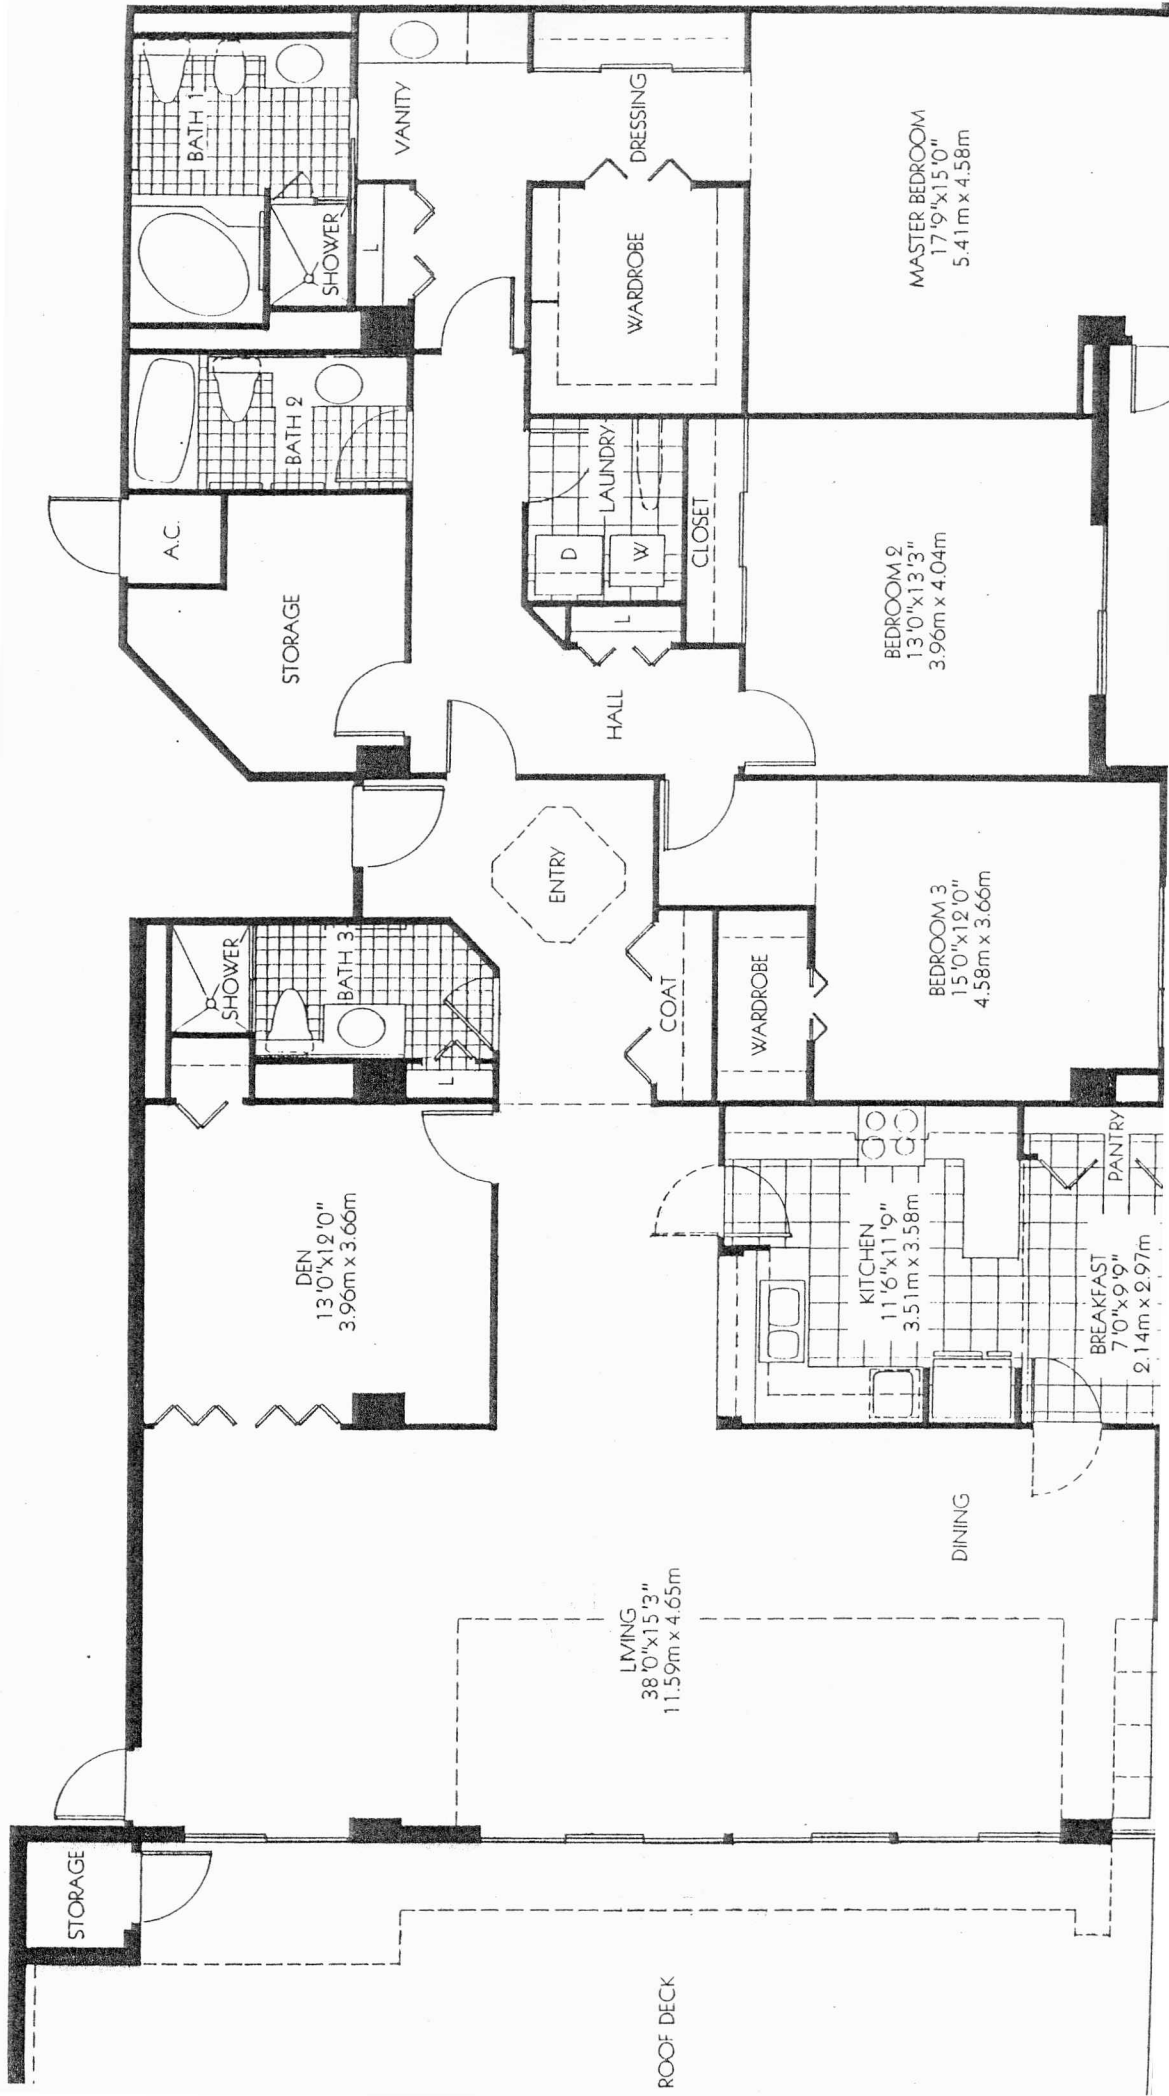 STORAGE
ROOF DECK
LIVING
38'0"x15'3"
11.59m x 4.65m
DINING
DEN
13'0"x12'0"
3.96m x 3.66m
KITCHEN
11'6"x11'9"
3.51m x 3.58m
BREAKFAST
7'0"x9'9"
2.14m x 2.97m
PANTRY
SHOWER
BATH 3
L
COAT
WARDROBE
BEDROOM 3
15'0"x12'0"
4.58m x 3.66m
ENTRY
HALL
STORAGE
A.C.
L
D
W
LAUNDRY
CLOSET
BEDROOM 2
13'0"x13'3"
3.96m x 4.04m
BATH 2
SHOWER
BATH 1
L
VANITY
WARDROBE
DRESSING
MASTER BEDROOM
17'9"x15'0"
5.41m x 4.58m